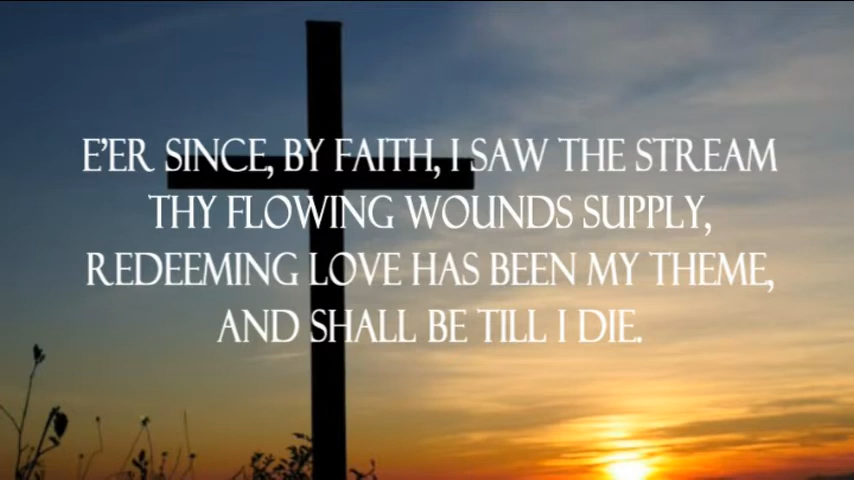 E'ER SINCE, BY FAITH, I SAW THE STREAM
THY FLOWING WOUNDS SUPPLY,
REDEEMING LOVE HAS BEEN MY THEME,
AND SHALL BE TILL I DIE.